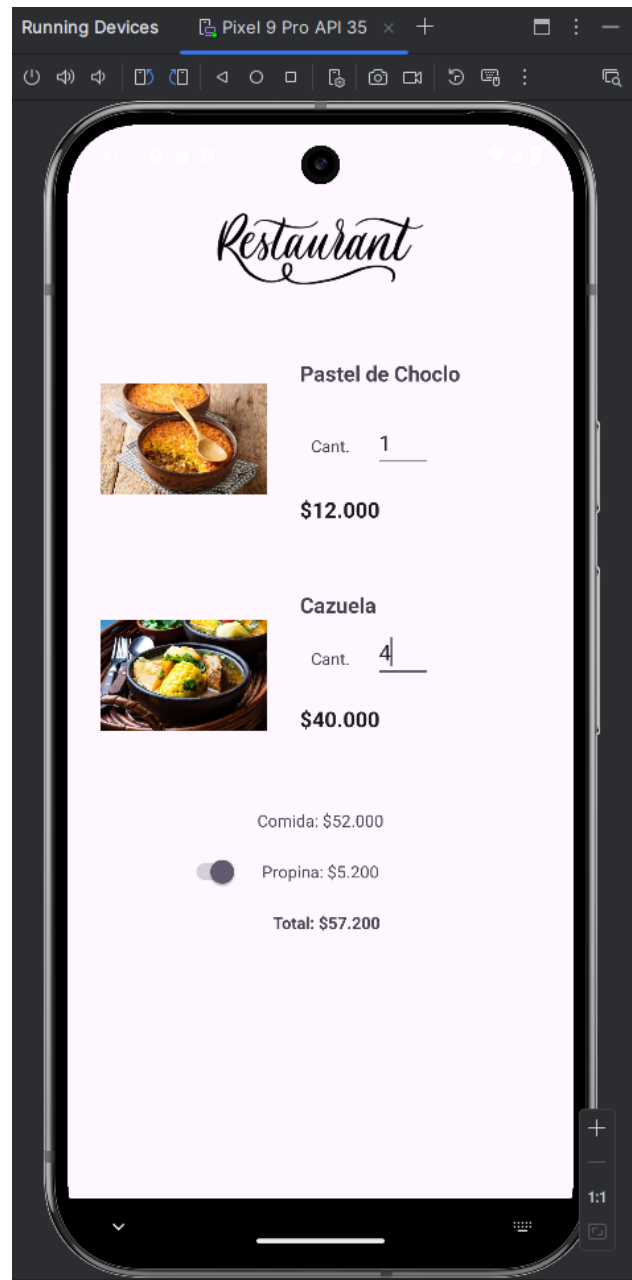 Running Devices
Pixel 9 Pro API 35
Restaurant
Pastel de Choclo
Cant. 1
$12.000
Cazuela
Cant. 4
$40.000
Comida: $52.000
Propina: $5.200
Total: $57.200
1:1